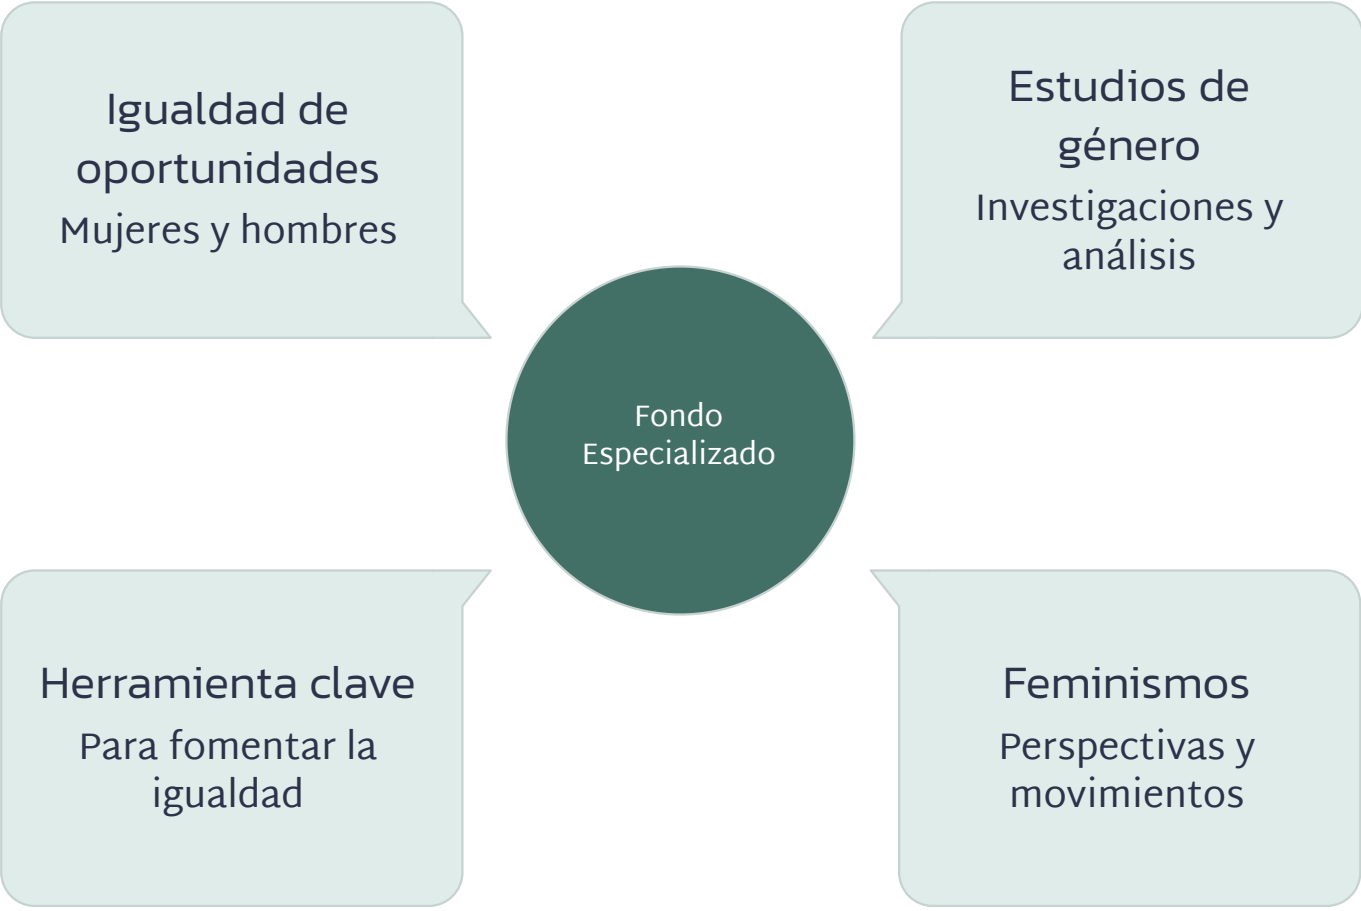 Igualdad de
oportunidades
Mujeres y hombres
Estudios de
género
Investigaciones y
análisis
Fondo
Especializado
Herramienta clave
Para fomentar la
igualdad
Feminismos
Perspectivas y
movimientos